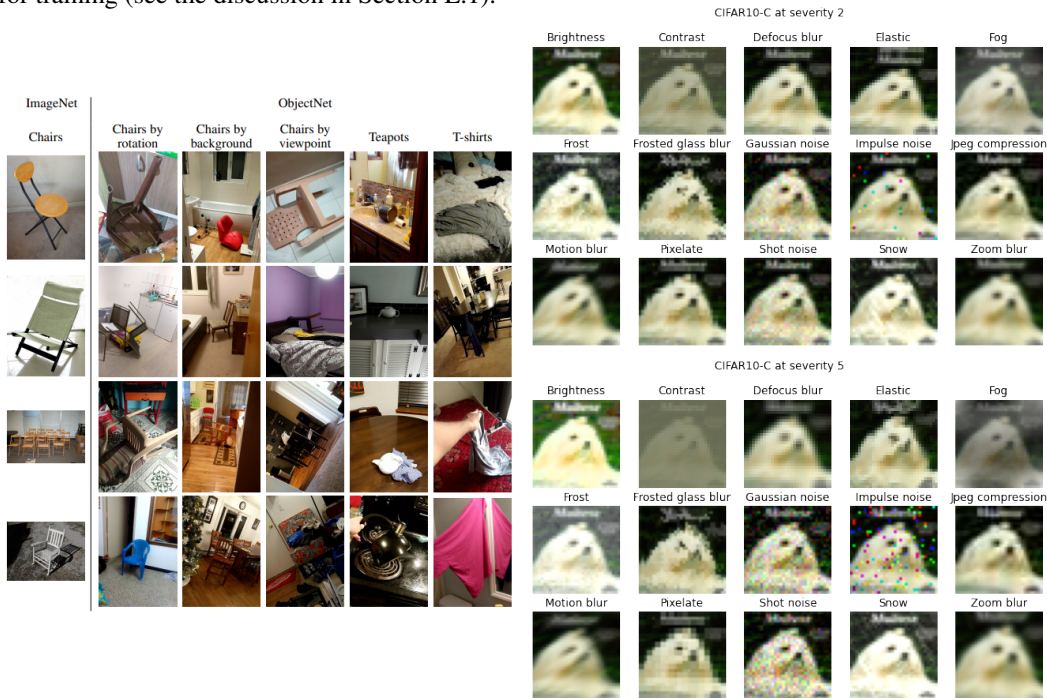 for training (see the discussion in Section E.1).
ImageNet
ObjectNet
Chairs
Chairs by rotation
Chairs by background
Chairs by viewpoint
Teapots
T-shirts
CIFAR10-C at severity 2
Brightness
Contrast
Defocus blur
Elastic
Fog
Frost
Frosted glass blur
Gaussian noise
Impulse noise
Jpeg compression
Motion blur
Pixelate
Shot noise
Snow
Zoom blur
CIFAR10-C at severity 5
Brightness
Contrast
Defocus blur
Elastic
Fog
Frost
Frosted glass blur
Gaussian noise
Impulse noise
Jpeg compression
Motion blur
Pixelate
Shot noise
Snow
Zoom blur